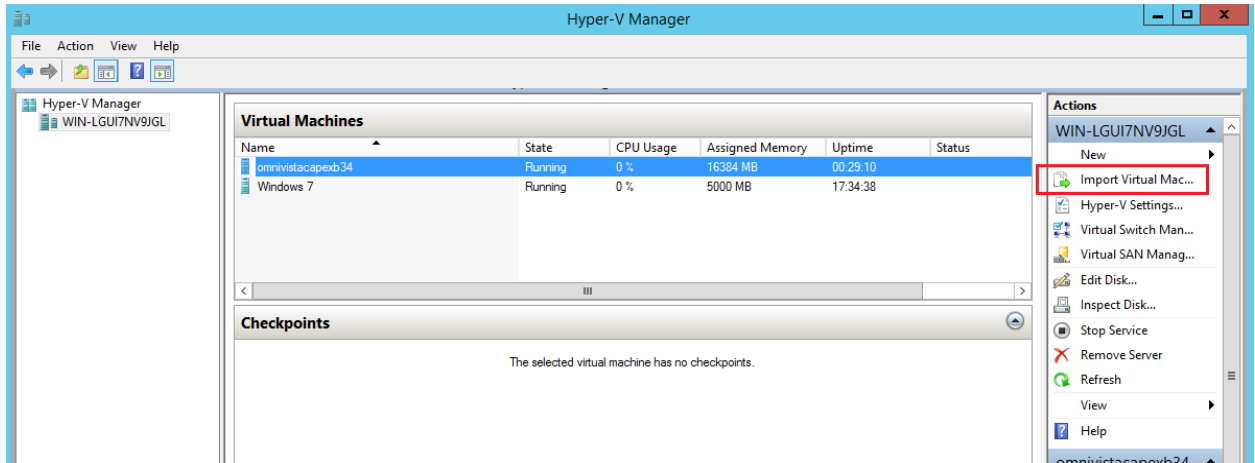 Hyper-V Manager
File Action View Help
Hyper-V Manager
WIN-LGUI7NV9JGL
Virtual Machines
Name State CPU Usage Assigned Memory Uptime Status
omnivistacapexb34 Running 0 % 16384 MB 00:29:10
Windows 7 Running 0 % 5000 MB 17:34:38
Checkpoints
The selected virtual machine has no checkpoints.
Actions
WIN-LGUI7NV9JGL
New
Import Virtual Mac...
Hyper-V Settings...
Virtual Switch Man...
Virtual SAN Manag...
Edit Disk...
Inspect Disk...
Stop Service
Remove Server
Refresh
View
Help
omnivistacapexb34